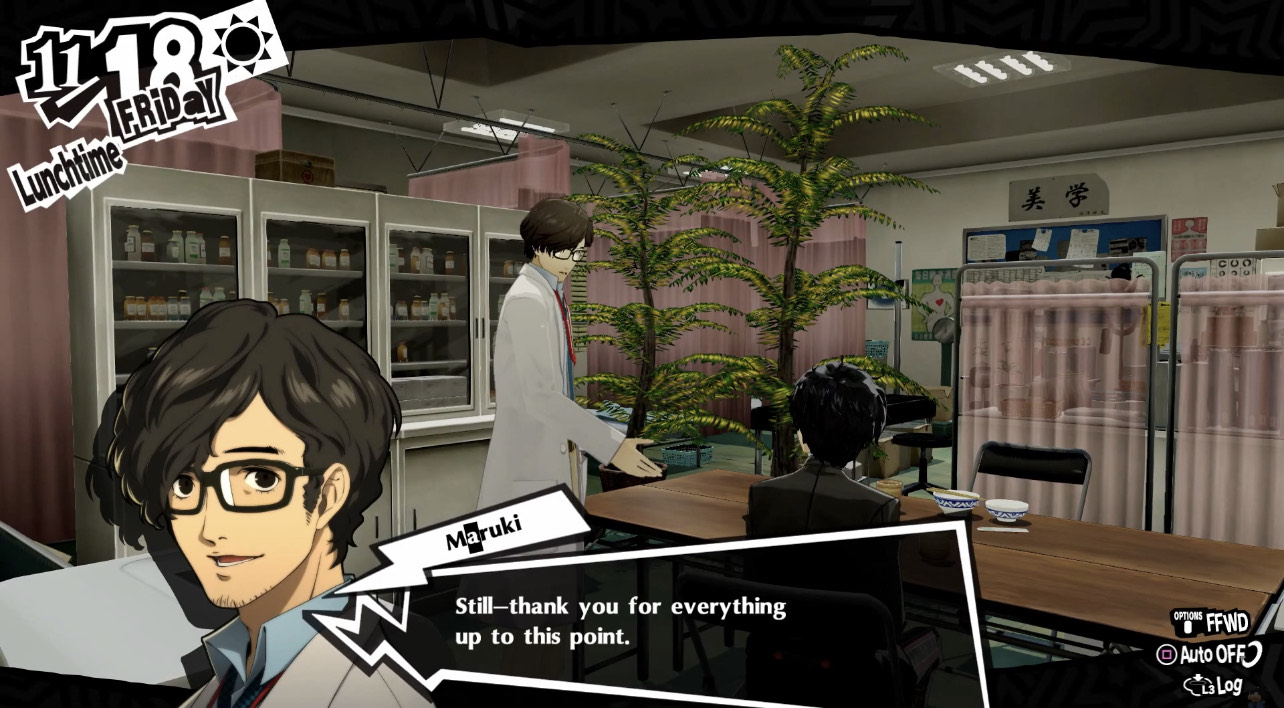 11/18
FRiDaY
Lunchtime
美学
Maruki
Still—thank you for everything
up to this point.
OPTIONS FFWD
Auto OFF
L3 Log